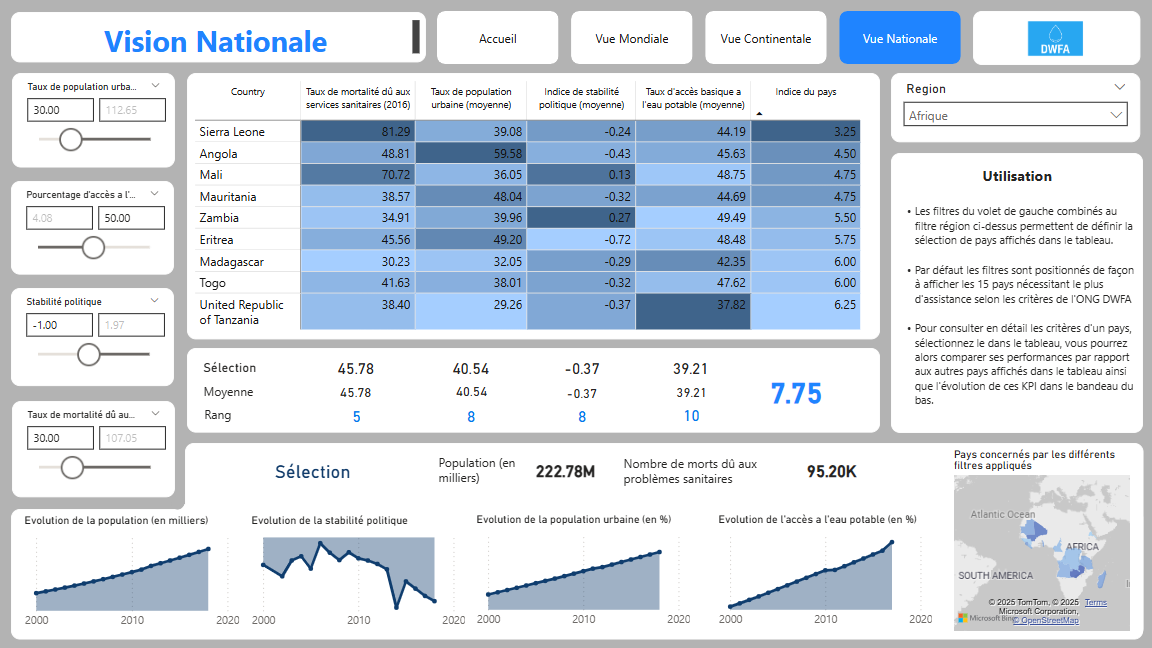 Vision Nationale
Accueil
Vue Mondiale
Vue Continentale
Vue Nationale
DWFA
Taux de population urba...
30.00 112.65
Pourcentage d'accès a l'...
4.08 50.00
Stabilité politique
-1.00 1.97
Taux de mortalité dû au...
30.00 107.05
Country Taux de mortalité dû aux services sanitaires (2016) Taux de population urbaine (moyenne) Indice de stabilité politique (moyenne) Taux d'accès basique a l'eau potable (moyenne) Indice du pays
Sierra Leone 81.29 39.08 -0.24 44.19 3.25
Angola 48.81 59.58 -0.43 45.63 4.50
Mali 70.72 36.05 0.13 48.75 4.75
Mauritania 38.57 48.04 -0.32 44.69 4.75
Zambia 34.91 39.96 0.27 49.49 5.50
Eritrea 45.56 49.20 -0.72 48.48 5.75
Madagascar 30.23 32.05 -0.29 42.35 6.00
Togo 41.63 38.01 -0.32 47.62 6.00
United Republic of Tanzania 38.40 29.26 -0.37 37.82 6.25
Region
Afrique
Utilisation
• Les filtres du volet de gauche combinés au
filtre région ci-dessus permettent de définir la
sélection de pays affichés dans le tableau.
• Par défaut les filtres sont positionnés de façon
à afficher les 15 pays nécessitant le plus
d'assistance selon les critères de l'ONG DWFA
• Pour consulter en détail les critères d'un pays,
sélectionnez le dans le tableau, vous pourrez
alors comparer ses performances par rapport
aux autres pays affichés dans le tableau ainsi
que l'évolution de ces KPI dans le bandeau du
bas.
Sélection 45.78 40.54 -0.37 39.21
Moyenne 45.78 40.54 -0.37 39.21
Rang 5 8 8 10
7.75
Sélection
Population (en
milliers)
222.78M
Nombre de morts dû aux
problèmes sanitaires
95.20K
Evolution de la population (en milliers)
2000 2010 2020
Evolution de la stabilité politique
2000 2010 2020
Evolution de la population urbaine (en %)
2000 2010 2020
Evolution de l'accès a l'eau potable (en %)
2000 2010 2020
Pays concernés par les différents
filtres appliqués
Atlantic Ocean
AFRICA
SOUTH AMERICA
© 2025 TomTom, © 2025 Terms
Microsoft Corporation,
Microsoft Bing
© OpenStreetMap